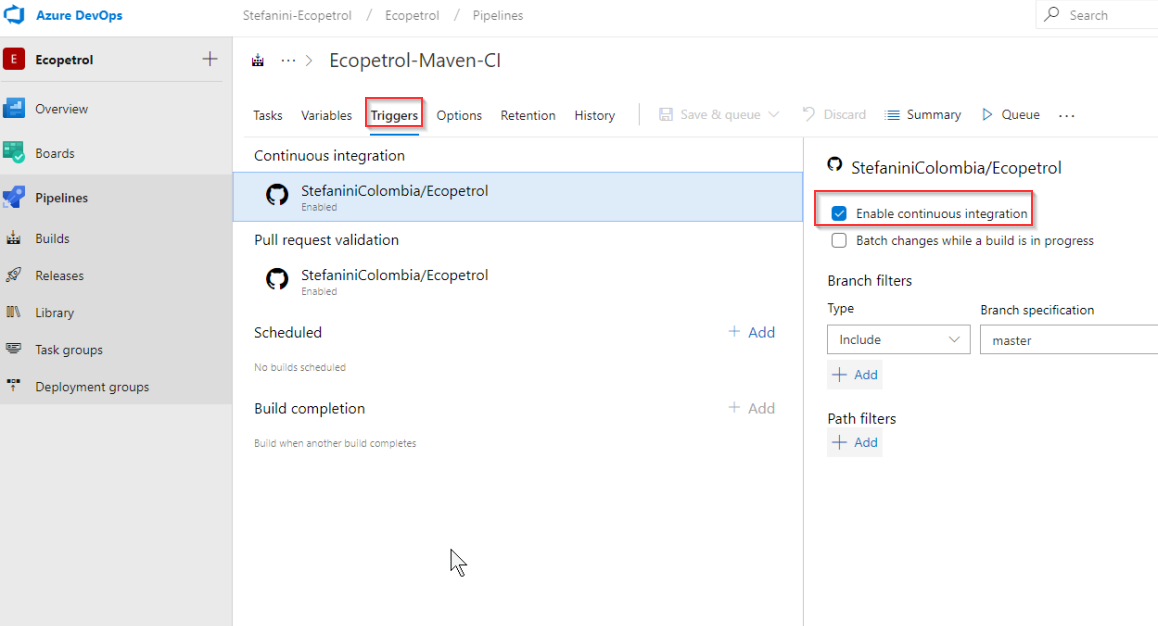 Azure DevOps
Stefanini-Ecopetrol / Ecopetrol / Pipelines
Search
E Ecopetrol
··· > Ecopetrol-Maven-CI
Overview
Boards
Pipelines
Builds
Releases
Library
Task groups
Deployment groups
Tasks Variables Triggers Options Retention History
Save & queue Discard Summary Queue ···
Continuous integration
StefaniniColombia/Ecopetrol
Enabled
Pull request validation
StefaniniColombia/Ecopetrol
Enabled
Scheduled + Add
No builds scheduled
Build completion + Add
Build when another build completes
StefaniniColombia/Ecopetrol
Enable continuous integration
Batch changes while a build is in progress
Branch filters
Type Branch specification
Include master
+ Add
Path filters
+ Add